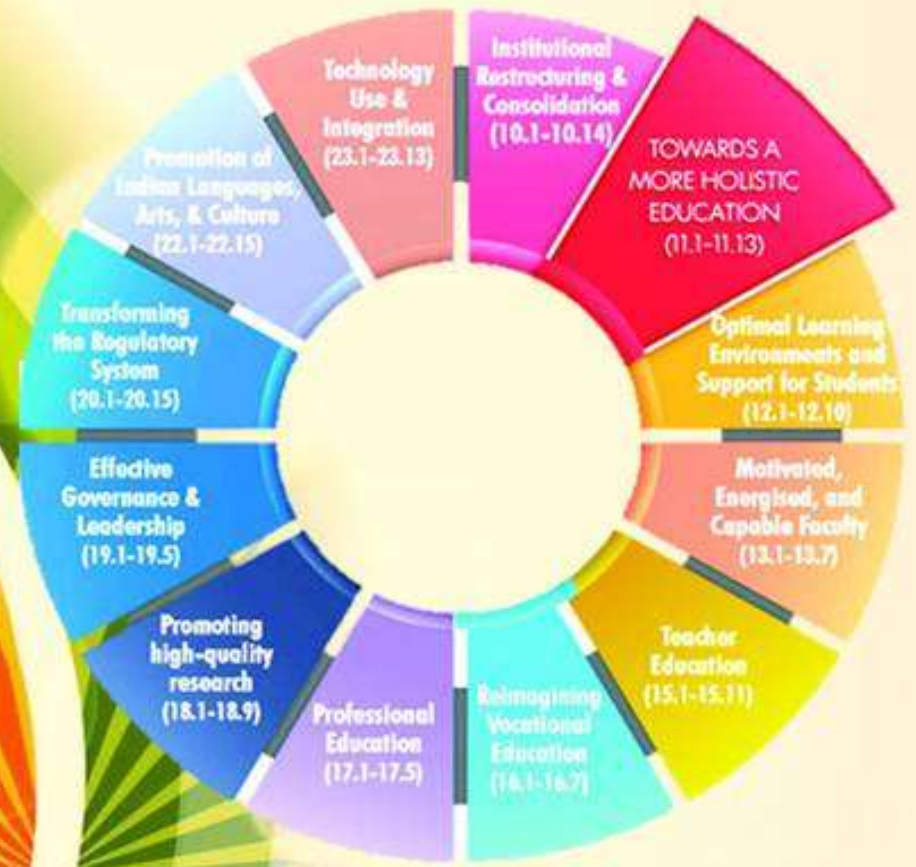 Institutional
Restructuring &
Consolidation
(10.1-10.14)
TOWARDS A
MORE HOLISTIC
EDUCATION
(11.1-11.13)
Optimal Learning
Environments and
Support for Students
(12.1-12.10)
Motivated,
Energised, and
Capable Faculty
(13.1-13.7)
Teacher
Education
(15.1-15.11)
Reimagining
Vocational
Education
(16.1-16.7)
Professional
Education
(17.1-17.5)
Promoting
high-quality
research
(18.1-18.9)
Effective
Governance &
Leadership
(19.1-19.5)
Transforming
the Regulatory
System
(20.1-20.15)
Promotion of
Indian Languages,
Arts, & Culture
(22.1-22.15)
Technology
Use &
Integration
(23.1-23.13)